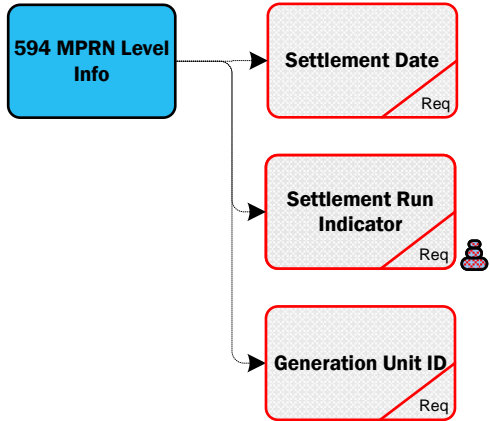 594 MPRN Level
Info
Settlement Date
Req
Settlement Run
Indicator
Req
Generation Unit ID
Req